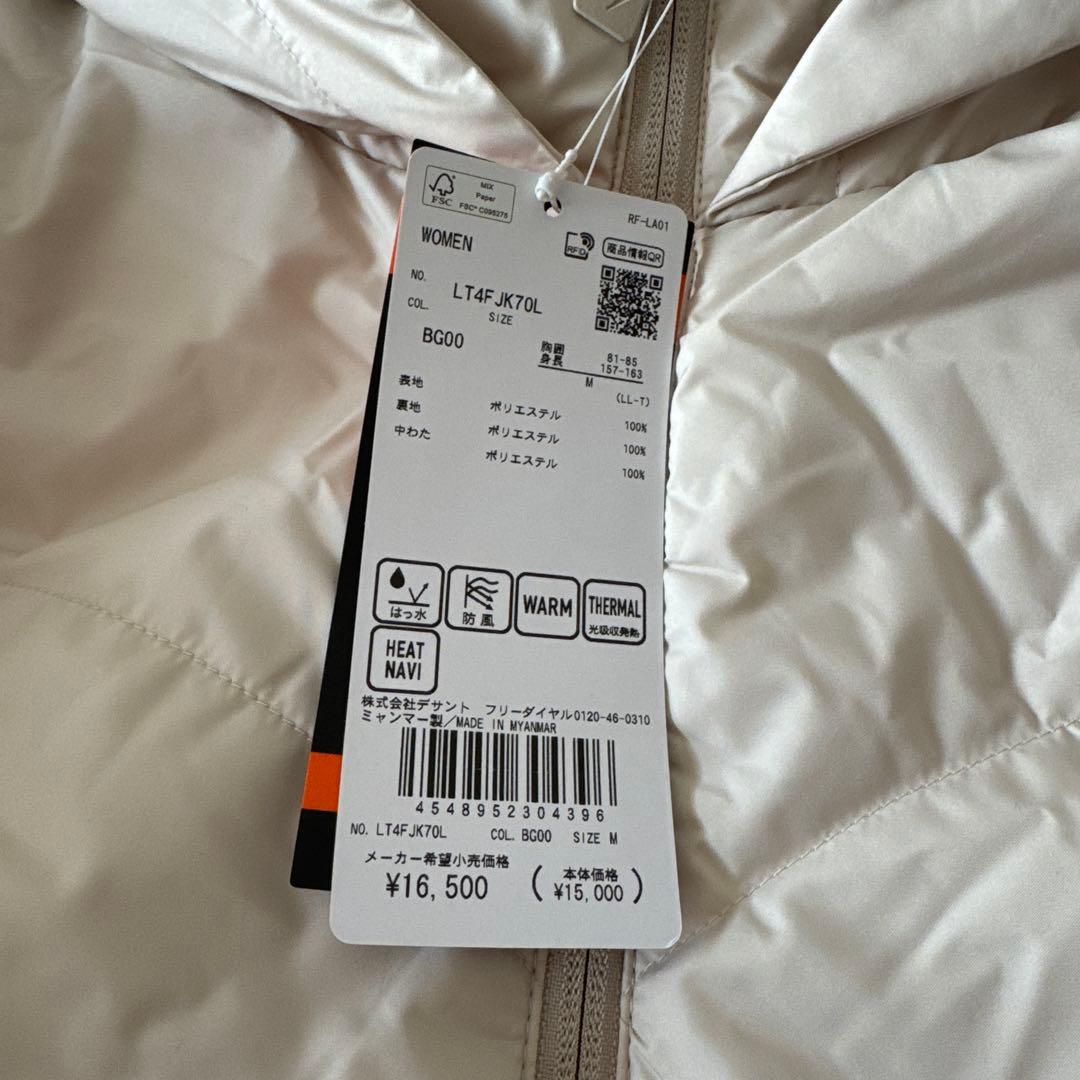 MIX
Paper
FSC
FSC® C095275
RF-LA01
WOMEN
RFID
商品情報QR
NO.
LT4FJK70L
COL.
SIZE
BG00
胸囲 81-85
身長 157-163
M
(LL-T)
表地 ポリエステル 100%
裏地 ポリエステル 100%
中わた ポリエステル 100%
はっ水
防風
WARM
THERMAL
光吸収発熱
HEAT
NAVI
株式会社デサント フリーダイヤル0120-46-0310
ミャンマー製/MADE IN MYANMAR
4548952304396
NO. LT4FJK70L COL. BG00 SIZE M
メーカー希望小売価格
¥16,500
(本体価格
¥15,000)